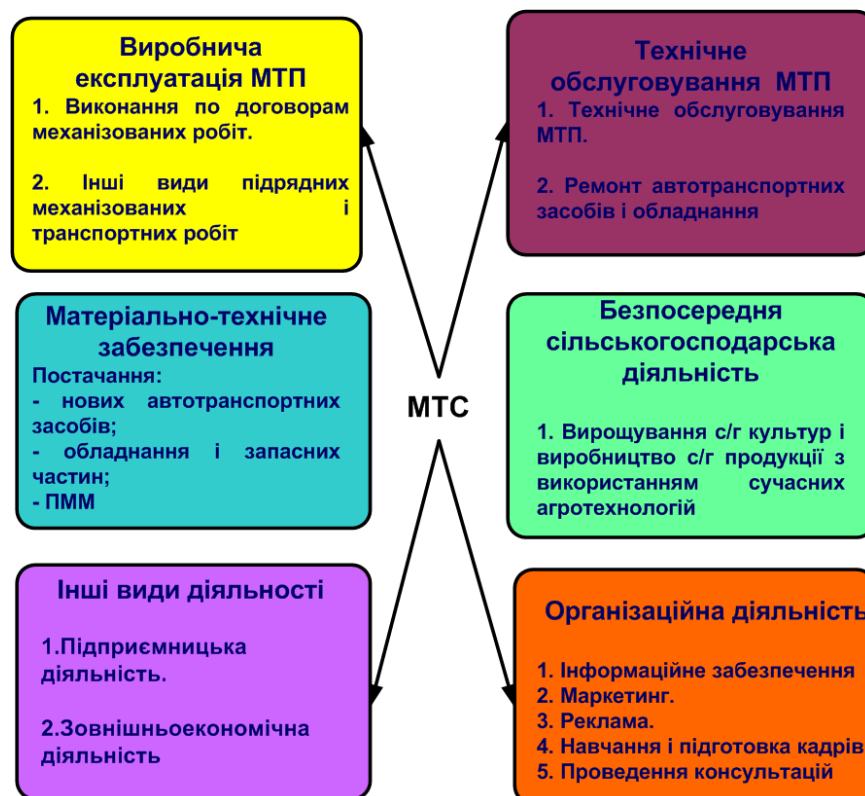 Виробнича
експлуатація МТП
1. Виконання по договорам
механізованих робіт.
2. Інші види підрядних
механізованих і
транспортних робіт
Технічне
обслуговування МТП
1. Технічне обслуговування
МТП.
2. Ремонт автотранспортних
засобів і обладнання
Матеріально-технічне
забезпечення
Постачання:
- нових автотранспортних
засобів;
- обладнання і запасних
частин;
- ПММ
МТС
Безпосередня
сільськогосподарська
діяльність
1. Вирощування с/г культур і
виробництво с/г продукції з
використанням сучасних
агротехнологій
Інші види діяльності
1.Підприємницька
діяльність.
2.Зовнішньоекономічна
діяльність
Організаційна діяльність
1. Інформаційне забезпечення
2. Маркетинг.
3. Реклама.
4. Навчання і підготовка кадрів
5. Проведення консультацій